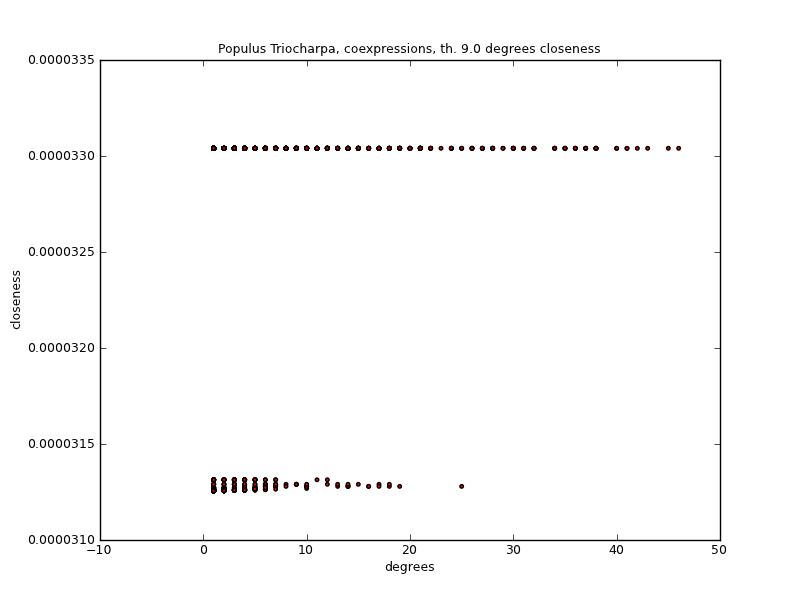 Populus Triocharpa, coexpressions, th. 9.0 degrees closeness
0.0000335
0.0000330
0.0000325
0.0000320
0.0000315
0.0000310
closeness
−10 0 10 20 30 40 50
degrees